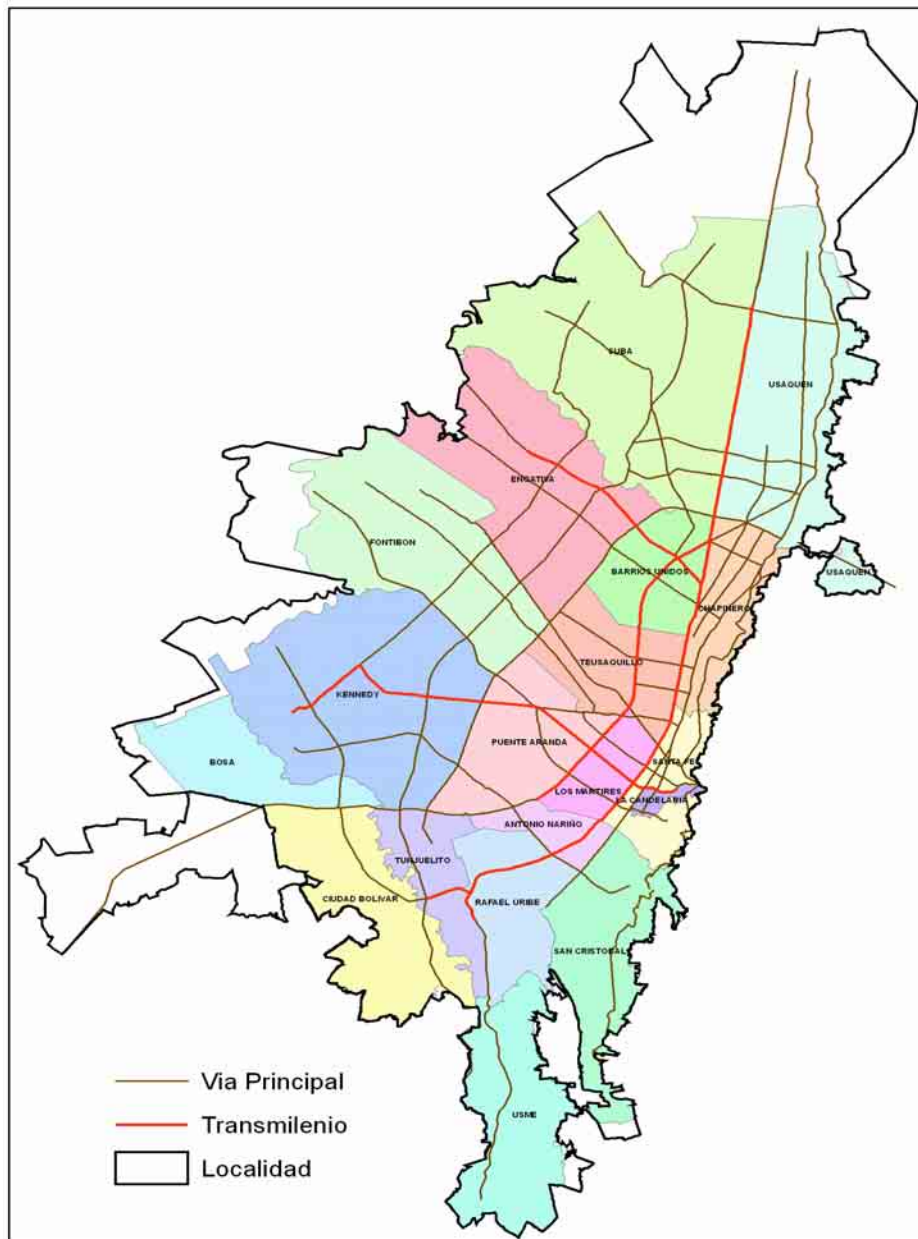 SUBA
USAQUEN
ENGATIVA
FONTIBON
BARRIOS UNIDOS
USAQUEN
CHAPINERO
TEUSAQUILLO
KENNEDY
PUENTE ARANDA
BOSA
SANTA FE
LOS MARTIRES
LA CANDELARIA
ANTONIO NARIÑO
TUNJUELITO
CIUDAD BOLIVAR
RAFAEL URIBE
SAN CRISTOBAL
USME
Via Principal
Transmilenio
Localidad